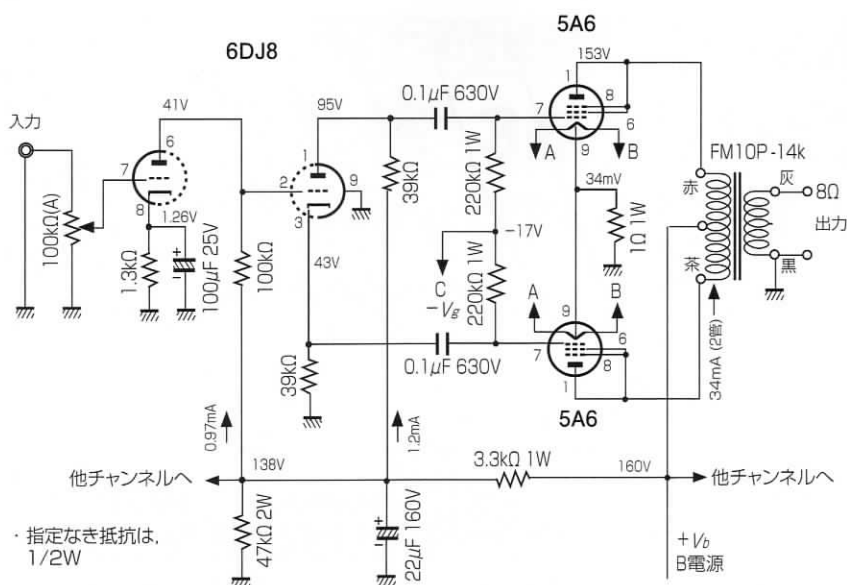 5A6
6DJ8
153V
1
8
41V
95V
0.1μF 630V
7
6
入力
6
1
A
B
9
FM10P-14k
7
2
9
39kΩ
220kΩ 1W
34mV
赤
灰
8Ω
8
3
1Ω 1W
出力
100kΩ(A)
1.26V
-17V
1.3kΩ
100μF 25V
+
-
100kΩ
43V
C
-Vg
220kΩ 1W
茶
黒
A
B
9
6
7
8
39kΩ
0.1μF 630V
1
34mA (2管)
5A6
0.97mA
1.2mA
3.3kΩ 1W
他チャンネルへ
138V
160V
他チャンネルへ
47kΩ 2W
+
-
22μF 160V
・指定なき抵抗は,
1/2W
+Vb
B電源